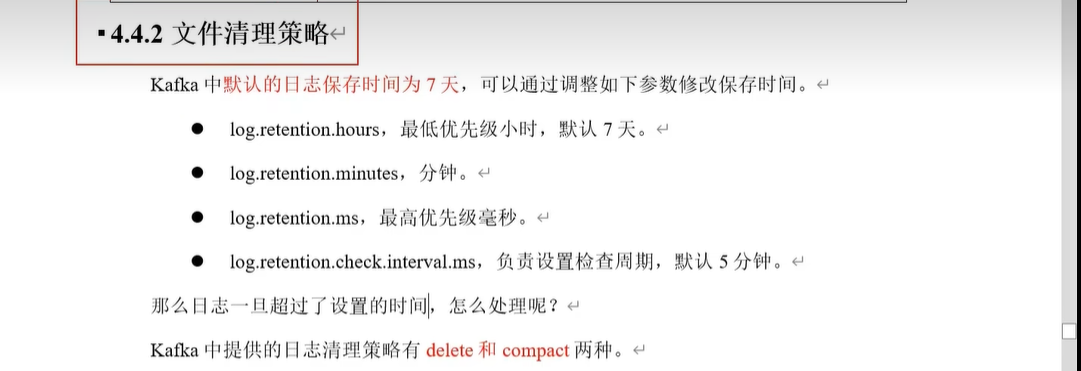 ▪4.4.2 文件清理策略↵
Kafka 中默认的日志保存时间为 7 天，可以通过调整如下参数修改保存时间。↵
● log.retention.hours，最低优先级小时，默认 7 天。↵
● log.retention.minutes，分钟。↵
● log.retention.ms，最高优先级毫秒。↵
● log.retention.check.interval.ms，负责设置检查周期，默认 5 分钟。↵
那么日志一旦超过了设置的时间，怎么处理呢？↵
Kafka 中提供的日志清理策略有 delete 和 compact 两种。↵